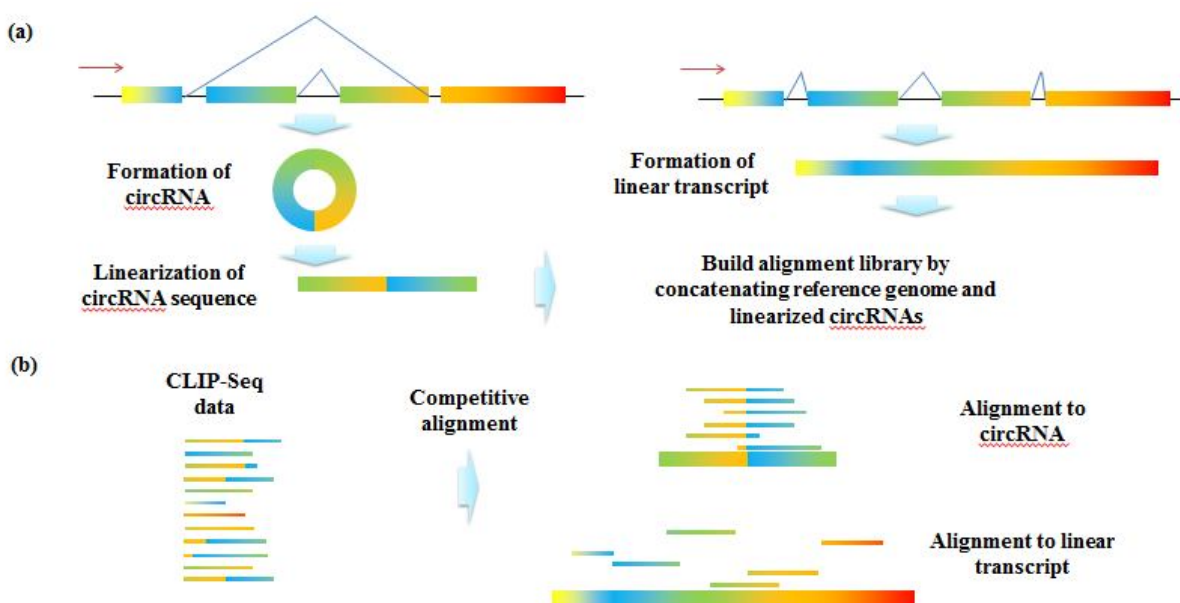 (a)
Formation of
circRNA
Linearization of
circRNA sequence
Formation of
linear transcript
Build alignment library by
concatenating reference genome and
linearized circRNAs
(b)
CLIP-Seq
data
Competitive
alignment
Alignment to
circRNA
Alignment to linear
transcript